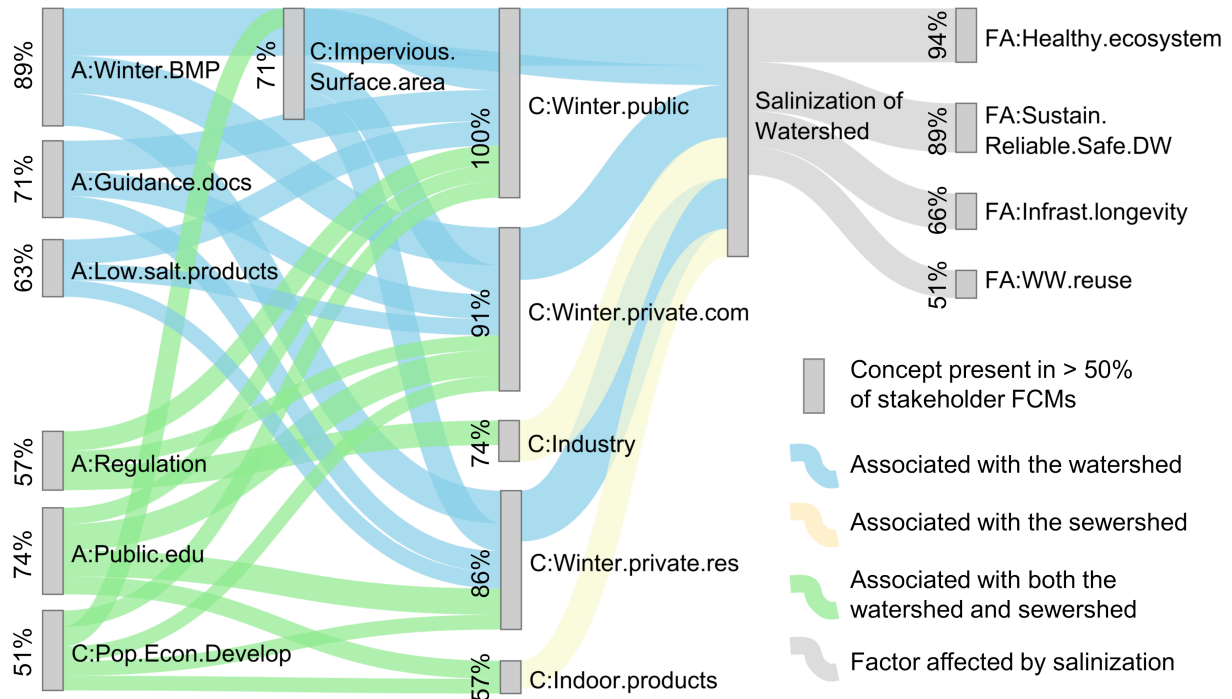 89%
A:Winter.BMP
71%
A:Guidance.docs
63%
A:Low.salt.products
57%
A:Regulation
74%
A:Public.edu
51%
C:Pop.Econ.Develop
71%
C:Impervious.
Surface.area
100%
C:Winter.public
91%
C:Winter.private.com
74%
C:Industry
86%
C:Winter.private.res
57%
C:Indoor.products
Salinization of
Watershed
94%
FA:Healthy.ecosystem
89%
FA:Sustain.
Reliable.Safe.DW
66%
FA:Infrast.longevity
51%
FA:WW.reuse
Concept present in > 50%
of stakeholder FCMs
Associated with the watershed
Associated with the sewershed
Associated with both the
watershed and sewershed
Factor affected by salinization